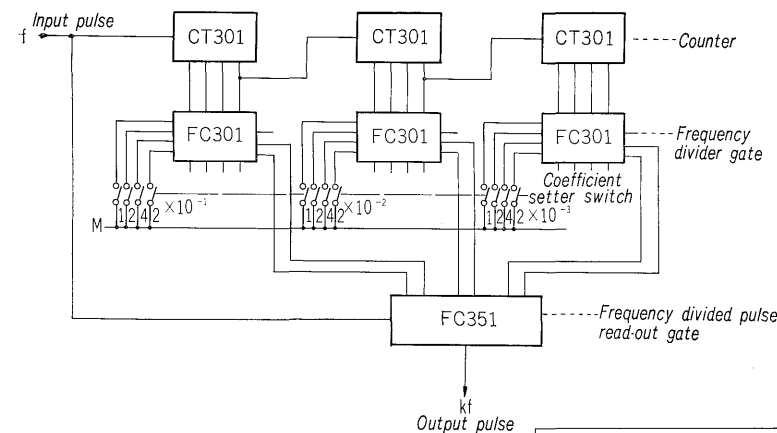 Input pulse
f
CT301
CT301
CT301
Counter
FC301
FC301
FC301
Frequency
divider gate
Coefficient
setter switch
1 2 4 2 ×10⁻¹
1 2 4 2 ×10⁻²
1 2 4 2 ×10⁻³
M
FC351
Frequency divided pulse
read-out gate
kf
Output pulse